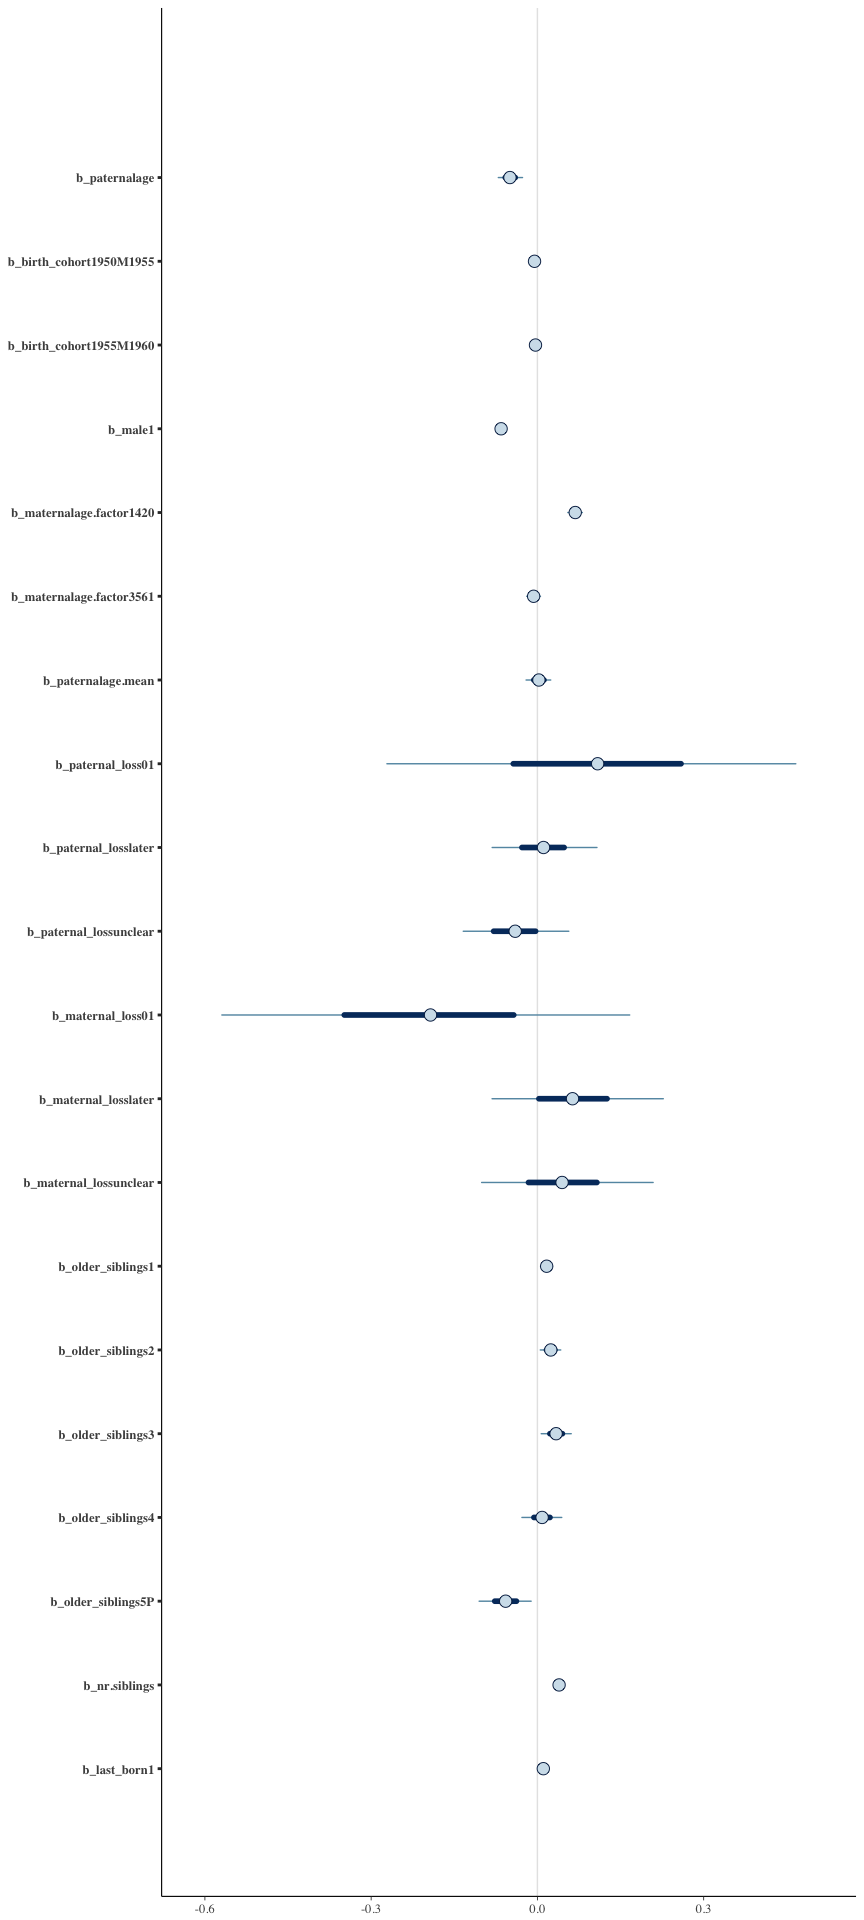 b_paternalage
b_birth_cohort1950M1955
b_birth_cohort1955M1960
b_male1
b_maternalage.factor1420
b_maternalage.factor3561
b_paternalage.mean
b_paternal_loss01
b_paternal_losslater
b_paternal_lossunclear
b_maternal_loss01
b_maternal_losslater
b_maternal_lossunclear
b_older_siblings1
b_older_siblings2
b_older_siblings3
b_older_siblings4
b_older_siblings5P
b_nr.siblings
b_last_born1
-0.6 -0.3 0.0 0.3